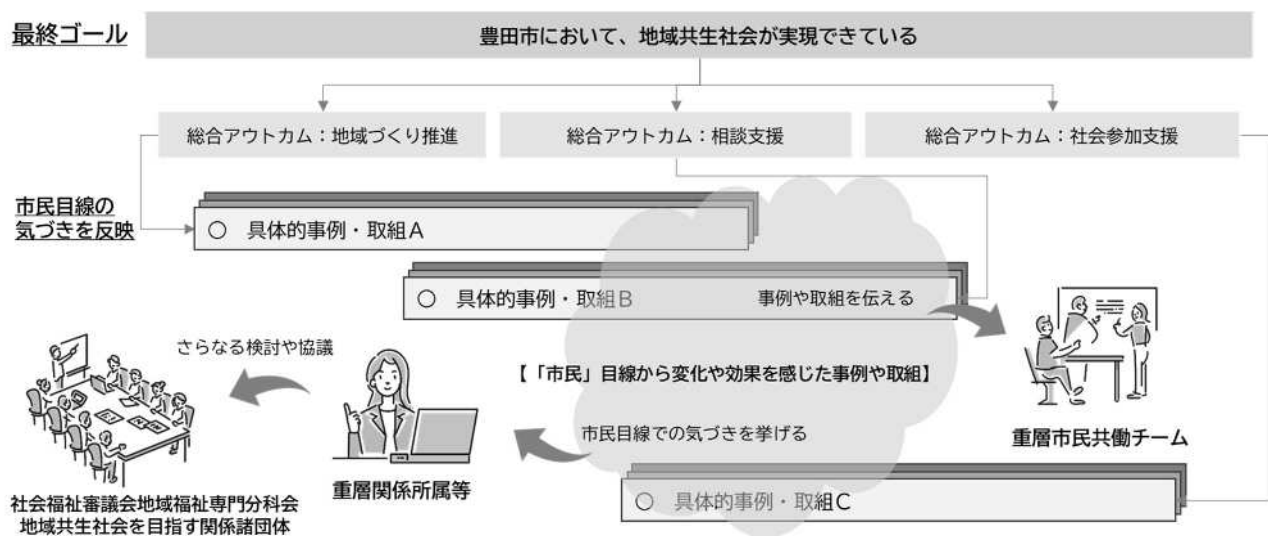 最終ゴール
豊田市において、地域共生社会が実現できている
総合アウトカム：地域づくり推進
総合アウトカム：相談支援
総合アウトカム：社会参加支援
市民目線の
気づきを反映
○ 具体的事例・取組A
○ 具体的事例・取組B
事例や取組を伝える
さらなる検討や協議
【「市民」目線から変化や効果を感じた事例や取組】
市民目線での気づきを挙げる
重層市民共働チーム
重層関係所属等
社会福祉審議会地域福祉専門分科会
地域共生社会を目指す関係諸団体
○ 具体的事例・取組C